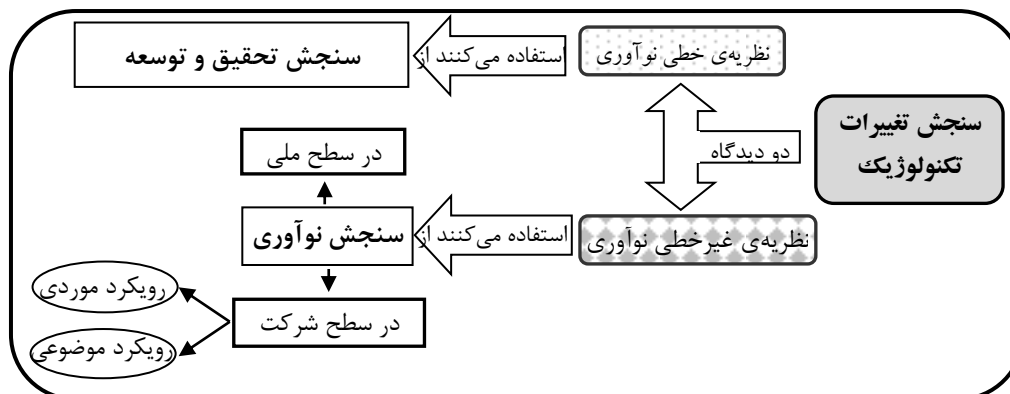 سنجش تغییرات
تکنولوژیک
دو دیدگاه
نظریه‌ی خطی نوآوری
استفاده می‌کنند از
سنجش تحقیق و توسعه
نظریه‌ی غیرخطی نوآوری
استفاده می‌کنند از
سنجش نوآوری
در سطح ملی
در سطح شرکت
رویکرد موردی
رویکرد موضوعی